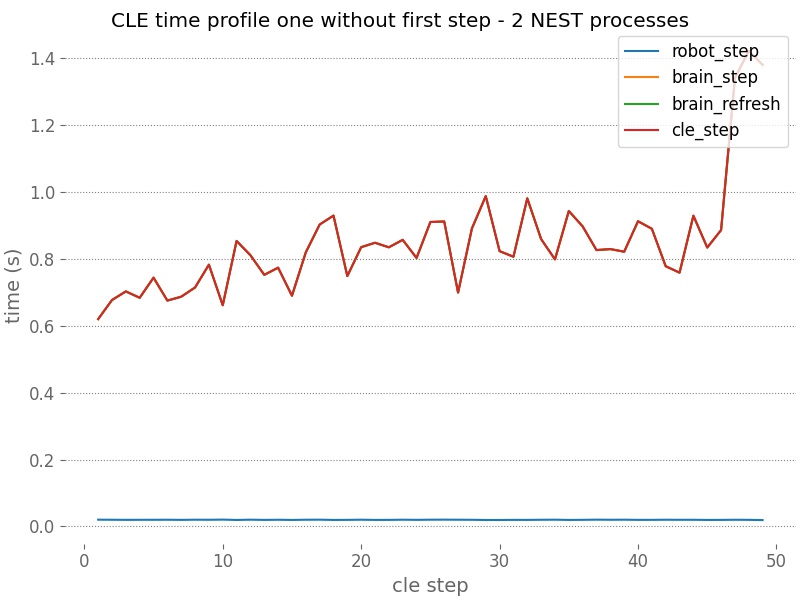 CLE time profile one without first step - 2 NEST processes
robot_step
brain_step
brain_refresh
cle_step
time (s)
1.4
1.2
1.0
0.8
0.6
0.4
0.2
0.0
0 10 20 30 40 50
cle step